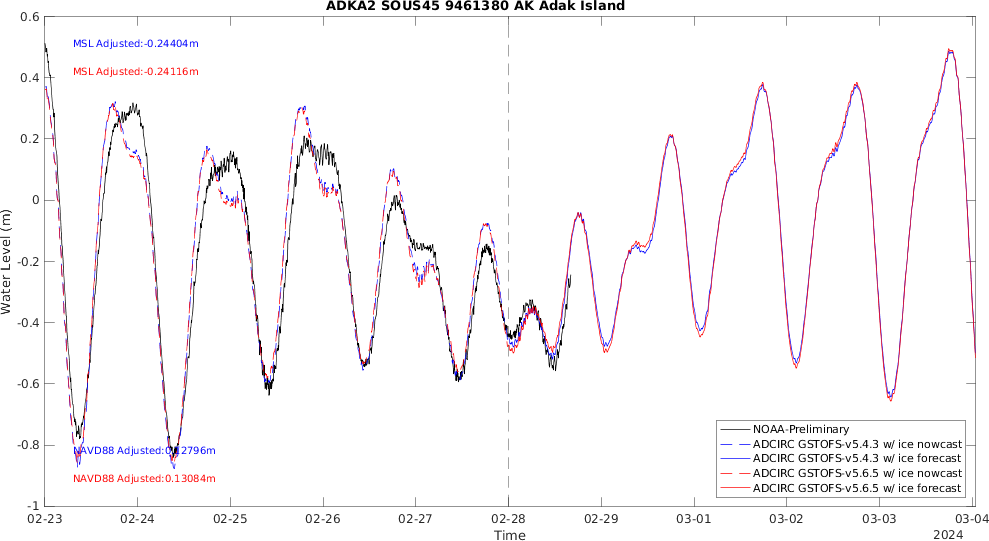 ADKA2 SOUS45 9461380 AK Adak Island
0.6
0.4
0.2
0
-0.2
-0.4
-0.6
-0.8
-1
Water Level (m)
MSL Adjusted:-0.24404m
MSL Adjusted:-0.24116m
NAVD88 Adjusted:0.12796m
NAVD88 Adjusted:0.13084m
NOAA-Preliminary
ADCIRC GSTOFS-v5.4.3 w/ ice nowcast
ADCIRC GSTOFS-v5.4.3 w/ ice forecast
ADCIRC GSTOFS-v5.6.5 w/ ice nowcast
ADCIRC GSTOFS-v5.6.5 w/ ice forecast
02-23 02-24 02-25 02-26 02-27 02-28 02-29 03-01 03-02 03-03 03-04
Time
2024